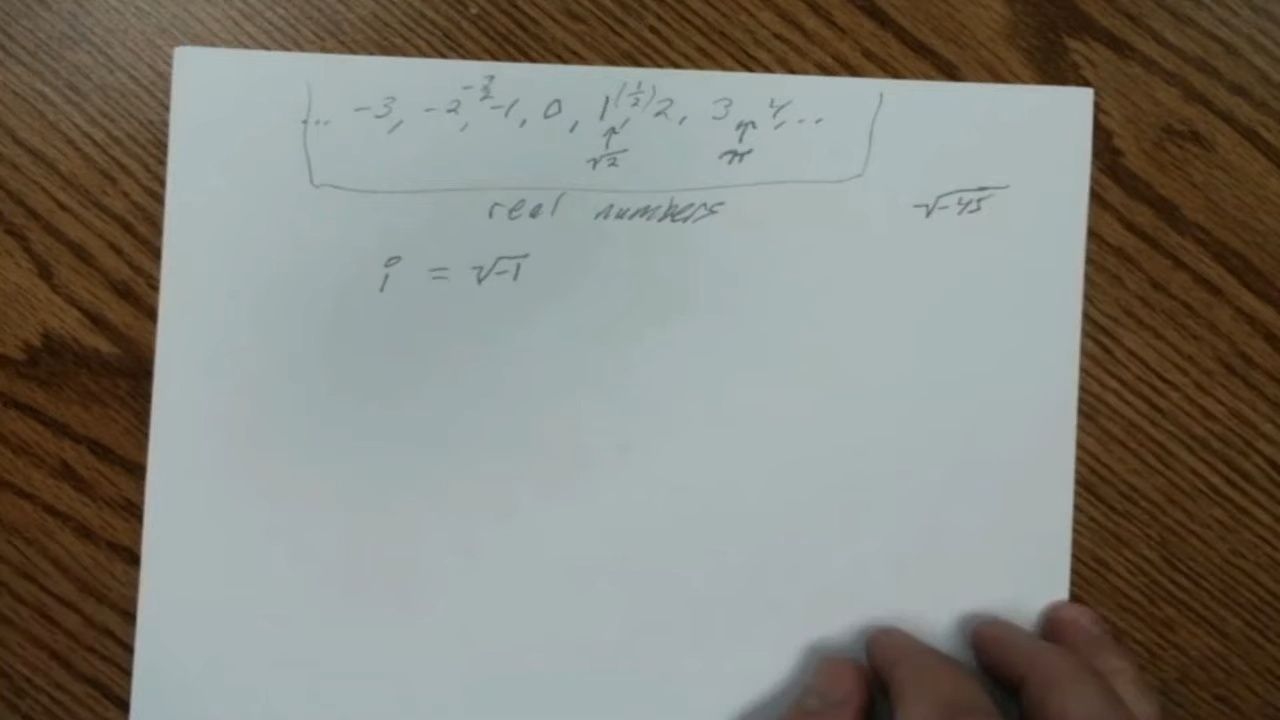 ... -3, -2, -3/2 -1, 0, 1, (1/2) 2, 3, 4, ...
↑ ↑
√2 π
real numbers
√-45
i = √-1